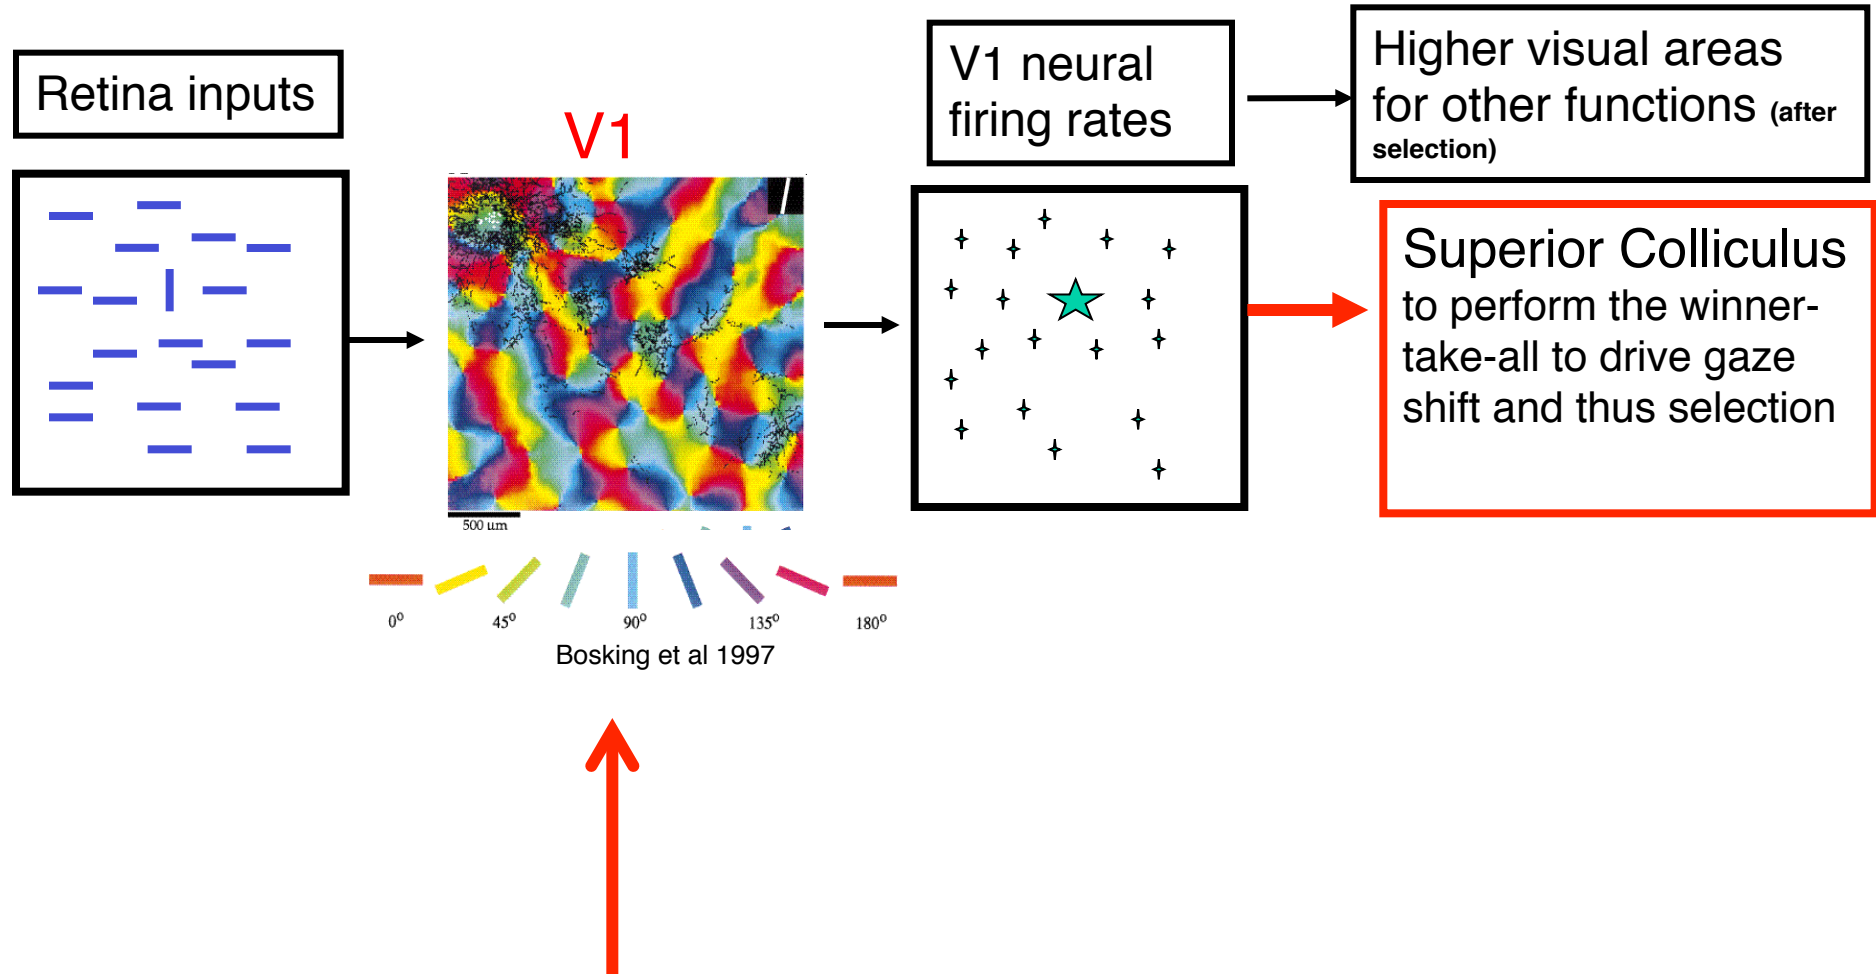 Retina inputs
V1
V1 neural
firing rates
Higher visual areas
for other functions (after
selection)
Superior Colliculus
to perform the winner-
take-all to drive gaze
shift and thus selection
500 µm
0° 45° 90° 135° 180°
Bosking et al 1997